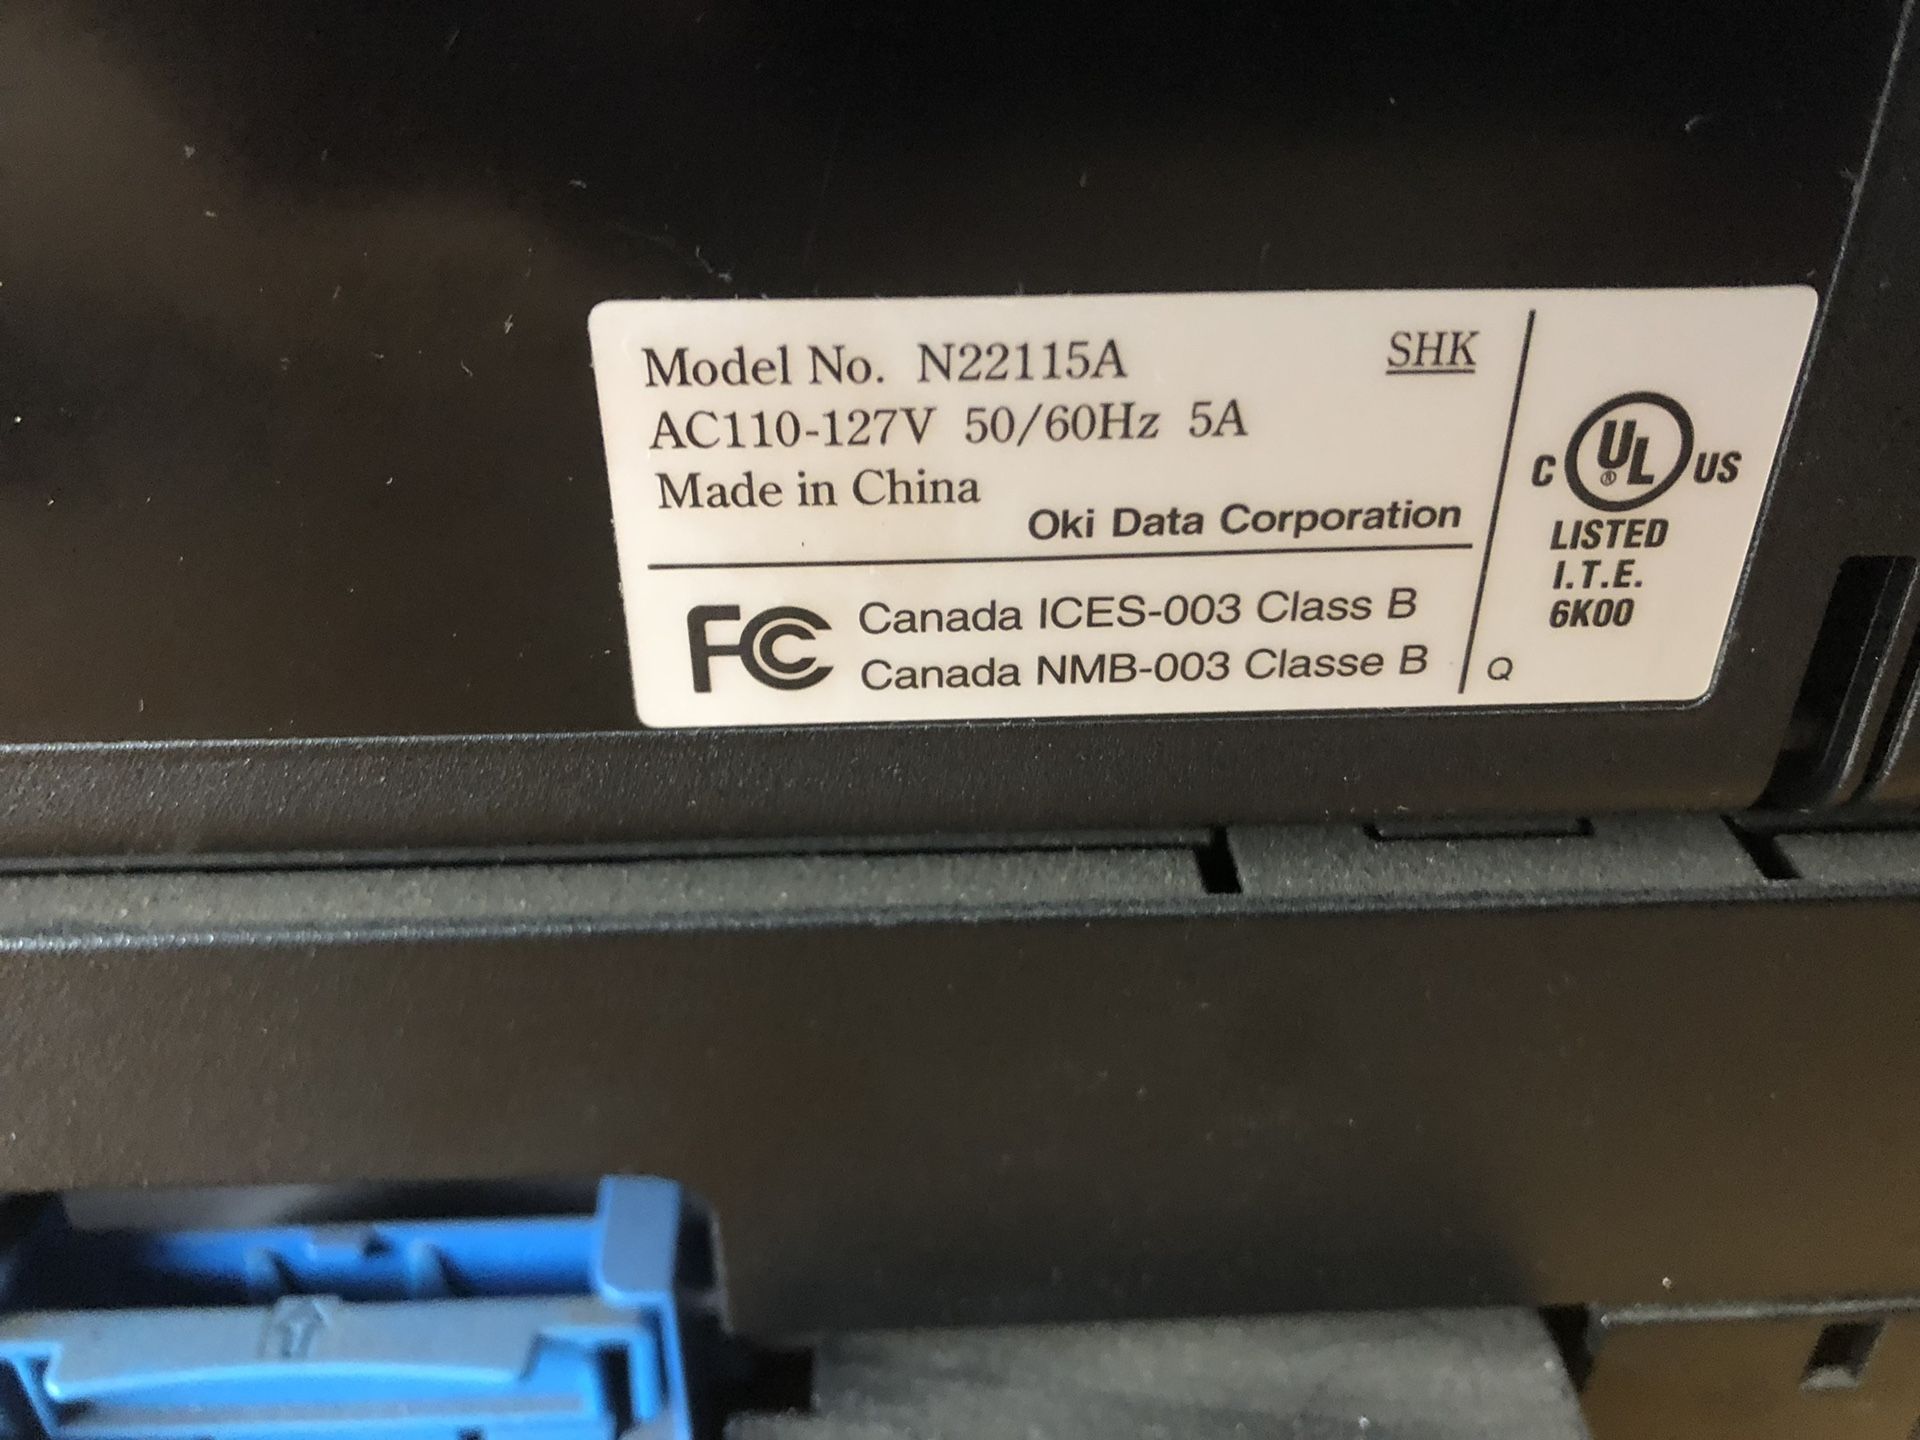 Model No. N22115A SHK
AC110-127V 50/60Hz 5A
Made in China
Oki Data Corporation
FC Canada ICES-003 Class B
Canada NMB-003 Classe B
C UL® US
LISTED
I.T.E.
6K00
Q